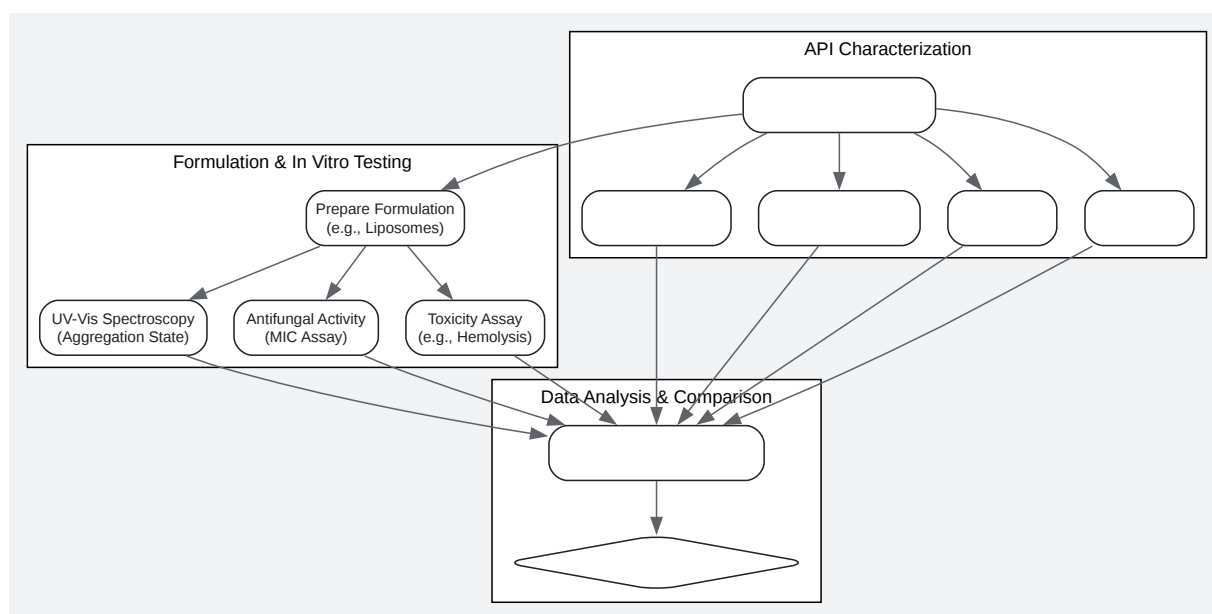 API Characterization
Formulation & In Vitro Testing
Prepare Formulation
(e.g., Liposomes)
UV-Vis Spectroscopy
(Aggregation State)
Antifungal Activity
(MIC Assay)
Toxicity Assay
(e.g., Hemolysis)
Data Analysis & Comparison